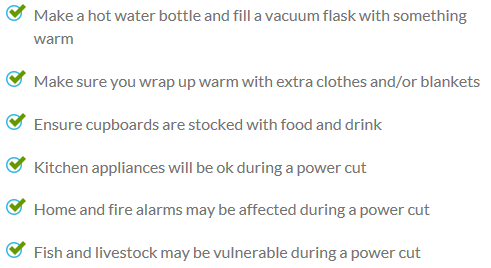 Make a hot water bottle and fill a vacuum flask with something
warm
Make sure you wrap up warm with extra clothes and/or blankets
Ensure cupboards are stocked with food and drink
Kitchen appliances will be ok during a power cut
Home and fire alarms may be affected during a power cut
Fish and livestock may be vulnerable during a power cut